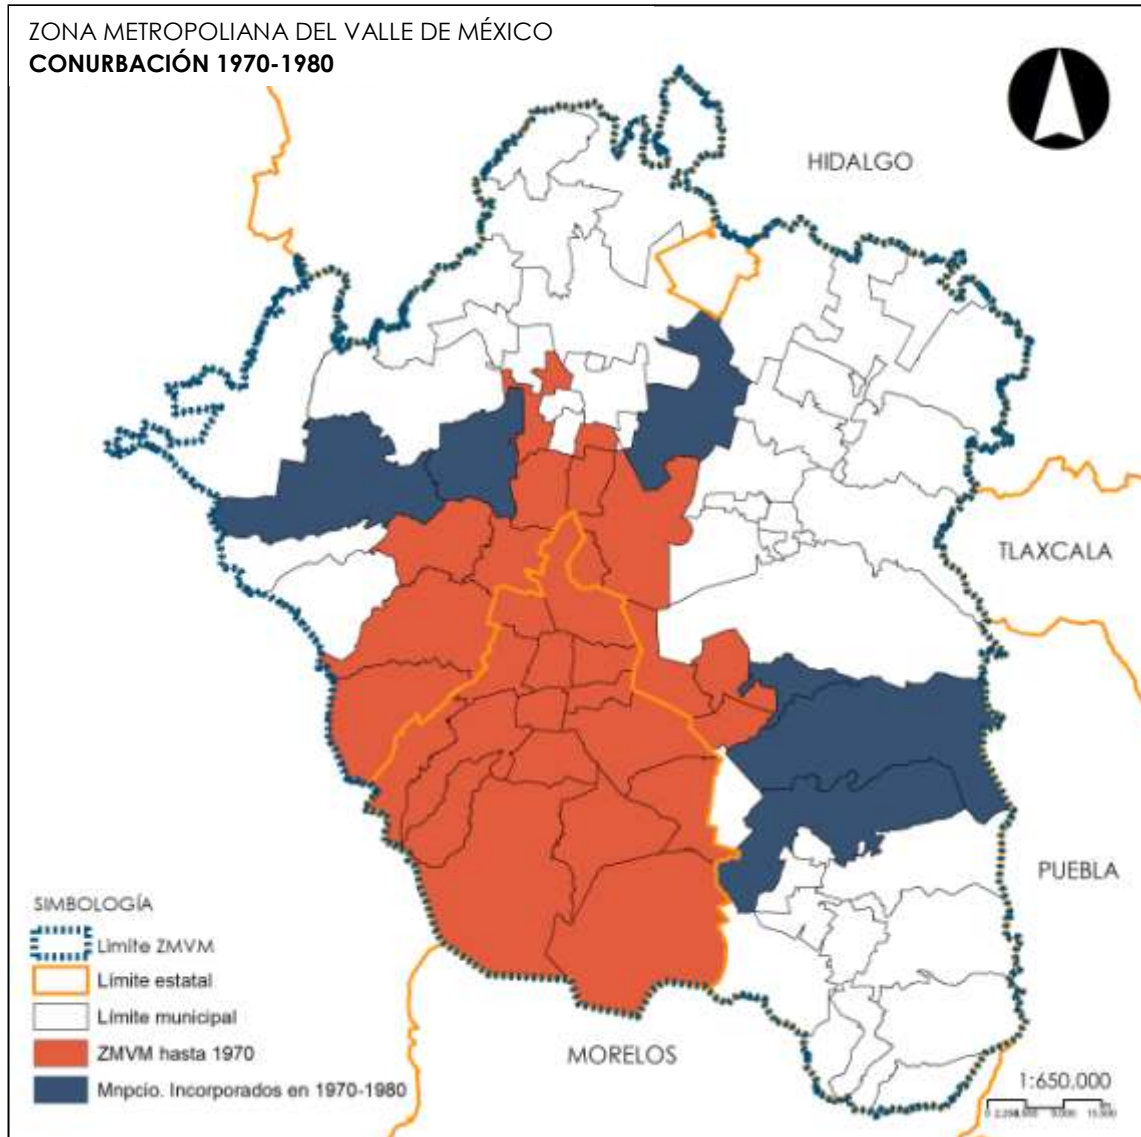 ZONA METROPOLIANA DEL VALLE DE MÉXICO
CONURBACIÓN 1970-1980
HIDALGO
TLAXCALA
PUEBLA
MORELOS
SIMBOLOGÍA
Límite ZMVM
Límite estatal
Límite municipal
ZMVM hasta 1970
Mnpcio. Incorporados en 1970-1980
1:650.000